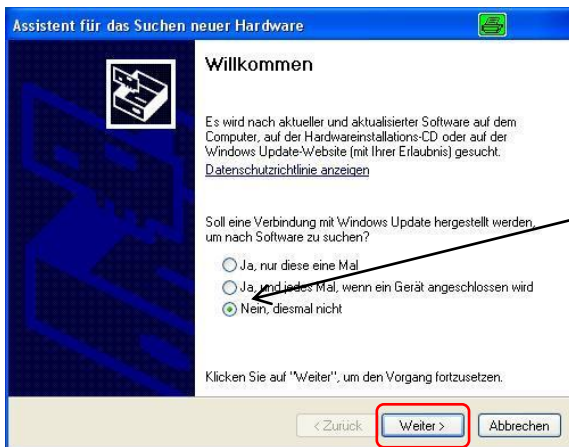 Assistent für das Suchen neuer Hardware
Willkommen
Es wird nach aktueller und aktualisierter Software auf dem
Computer, auf der Hardwareinstallations-CD oder auf der
Windows Update-Website (mit Ihrer Erlaubnis) gesucht.
Datenschutzrichtlinie anzeigen
Soll eine Verbindung mit Windows Update hergestellt werden,
um nach Software zu suchen?
Ja, nur diese eine Mal
Ja, und jedes Mal, wenn ein Gerät angeschlossen wird
Nein, diesmal nicht
Klicken Sie auf "Weiter", um den Vorgang fortzusetzen.
< Zurück Weiter > Abbrechen